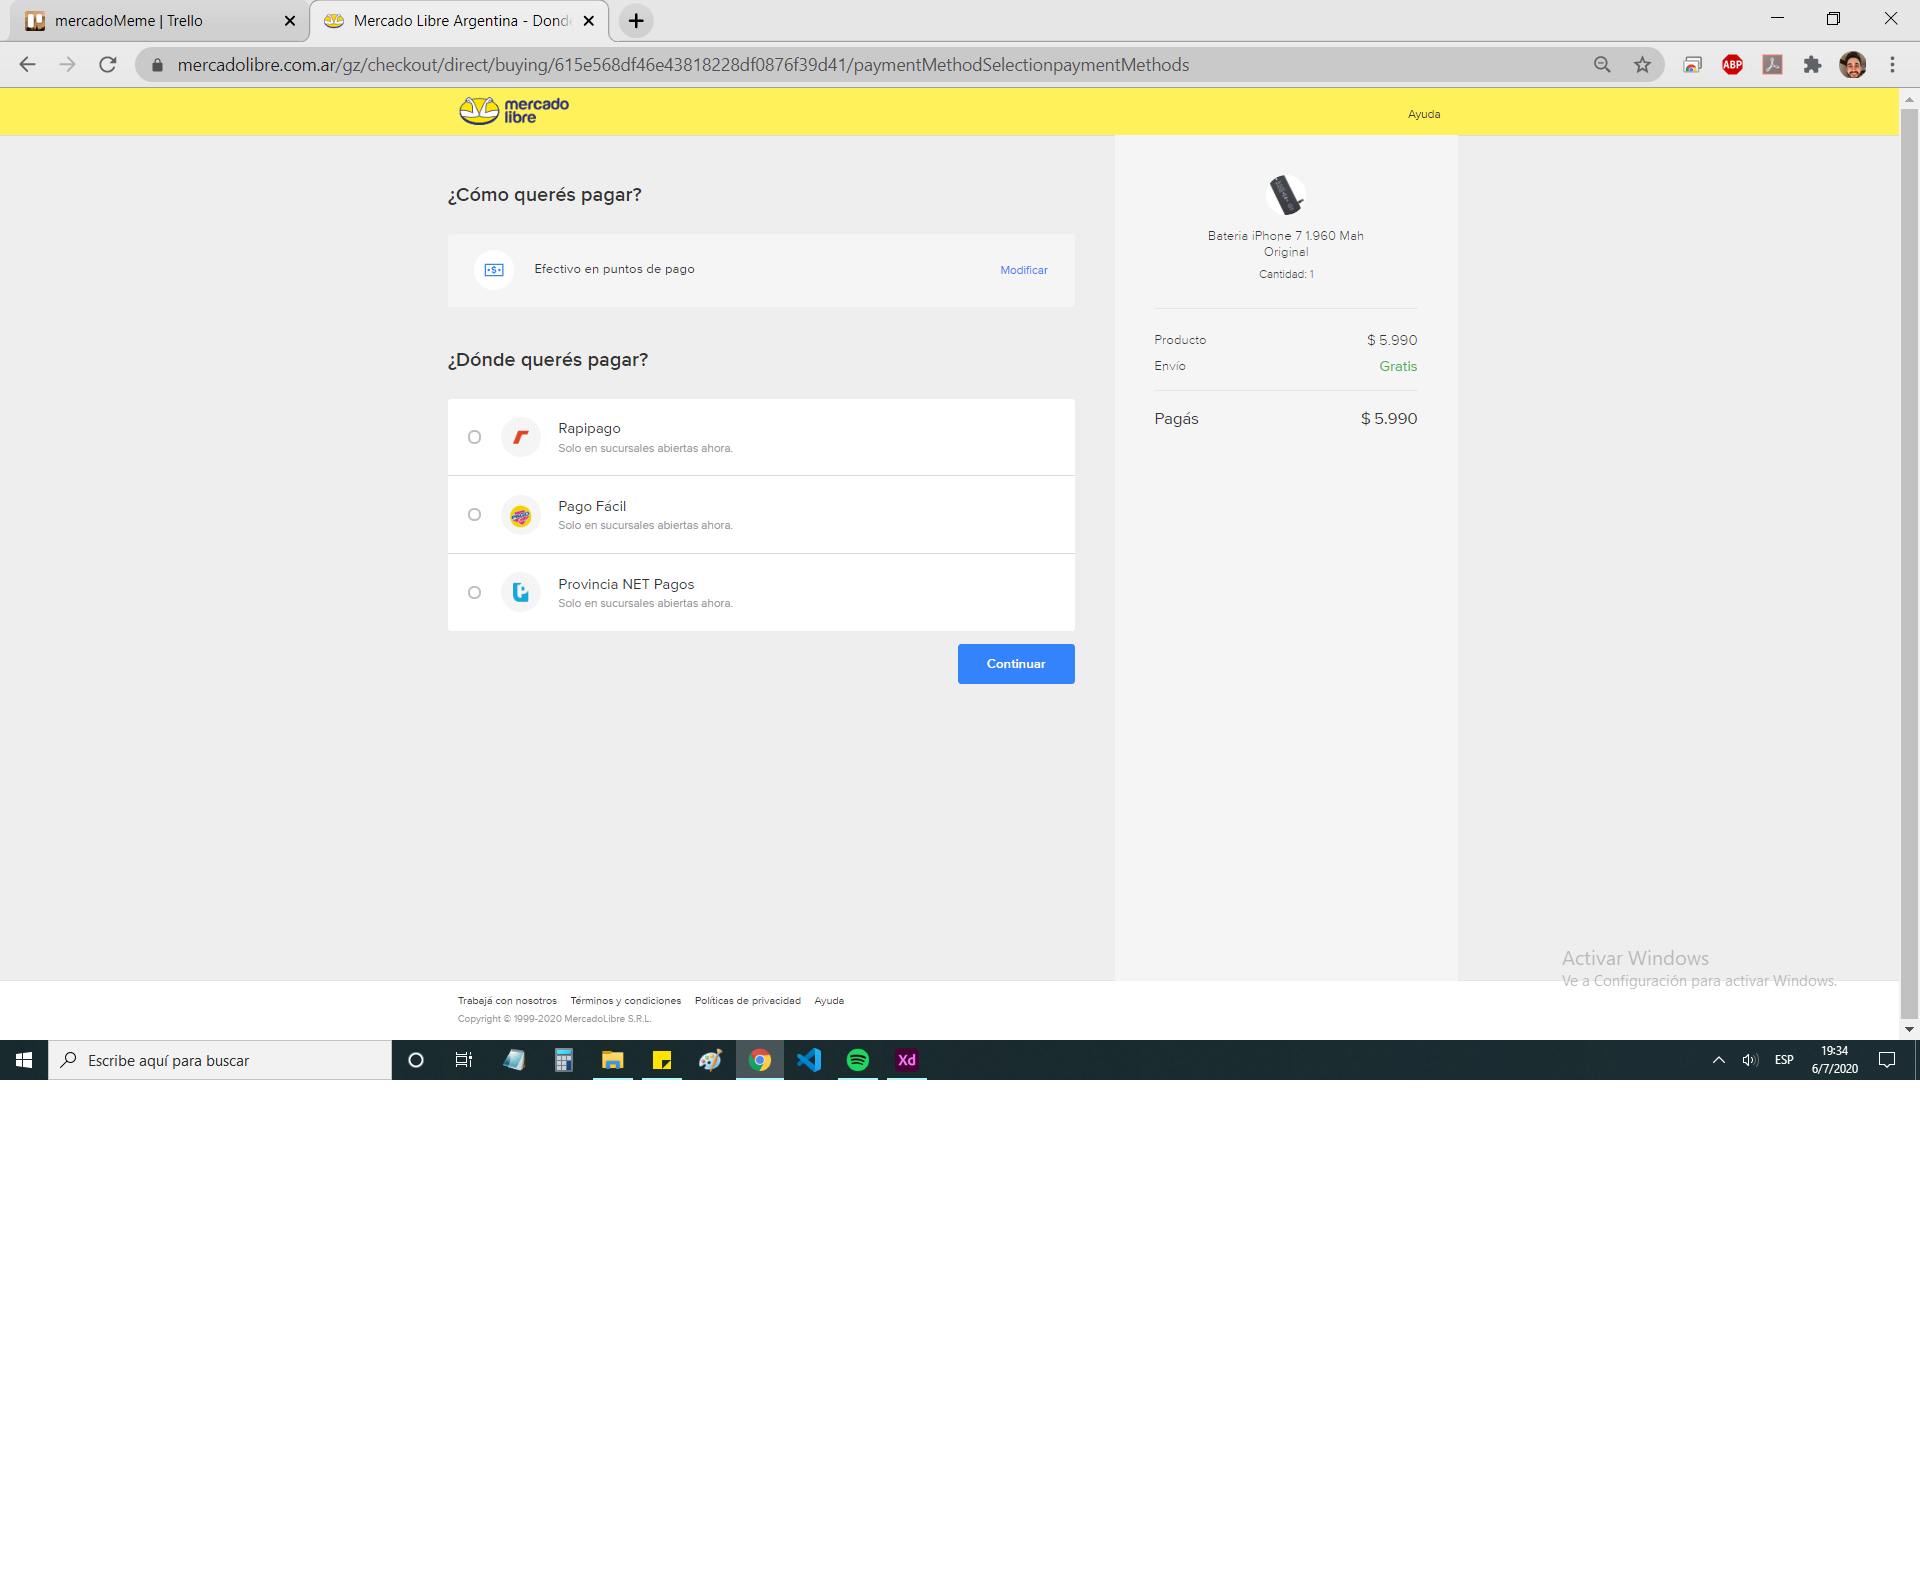 mercadoMeme | Trello
Mercado Libre Argentina - Dond
mercadolibre.com.ar/gz/checkout/direct/buying/615e568df46e43818228df0876f39d41/paymentMethodSelectionpaymentMethods
ABP
mercado
libre
Ayuda
¿Cómo querés pagar?
Efectivo en puntos de pago
Modificar
¿Dónde querés pagar?
Rapipago
Solo en sucursales abiertas ahora.
Pago Fácil
Solo en sucursales abiertas ahora.
Provincia NET Pagos
Solo en sucursales abiertas ahora.
Continuar
Bateria iPhone 7 1.960 Mah
Original
Cantidad: 1
Producto $ 5.990
Envío Gratis
Pagás $ 5.990
Activar Windows
Ve a Configuración para activar Windows.
Trabajá con nosotros Términos y condiciones Políticas de privacidad Ayuda
Copyright © 1999-2020 MercadoLibre S.R.L.
Escribe aquí para buscar
Xd
ESP
19:34
6/7/2020